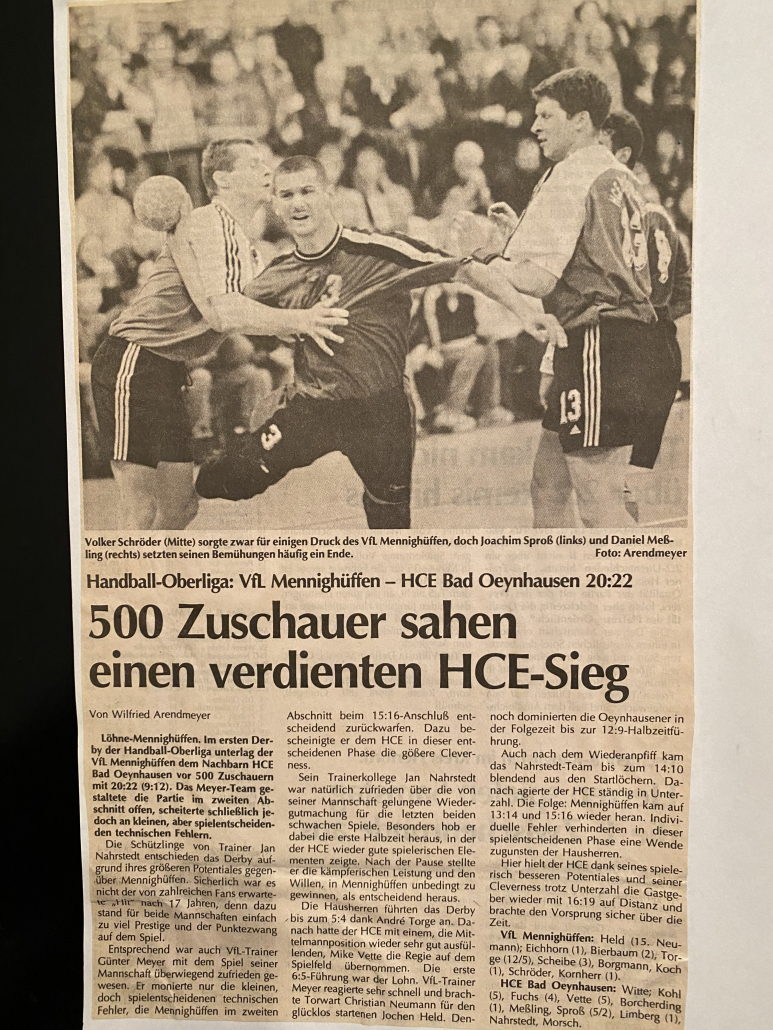 3
3
13
13
Volker Schröder (Mitte) sorgte zwar für einigen Druck des VfL Mennighüffen, doch Joachim Sproß (links) und Daniel Meß-
ling (rechts) setzten seinen Bemühungen häufig ein Ende.
Foto: Arendmeyer
Handball-Oberliga: VfL Mennighüffen – HCE Bad Oeynhausen 20:22
500 Zuschauer sahen
einen verdienten HCE-Sieg
Von Wilfried Arendmeyer
Löhne-Mennighüffen. Im ersten Der-
by der Handball-Oberliga unterlag der
VfL Mennighüffen dem Nachbarn HCE
Bad Oeynhausen vor 500 Zuschauern
mit 20:22 (9:12). Das Meyer-Team ge-
staltete die Partie im zweiten Ab-
schnitt offen, scheiterte schließlich je-
doch an kleinen, aber spielentscheiden-
den technischen Fehlern.
Die Schützlinge von Trainer Jan
Nahrstedt entschieden das Derby auf-
grund ihres größeren Potentiales gegen-
über Mennighüffen. Sicherlich war es
nicht der von zahlreichen Fans erwarte-
te „Hit" nach 17 Jahren, denn dazu
stand für beide Mannschaften einfach
zu viel Prestige und der Punktezwang
auf dem Spiel.
Entsprechend war auch VfL-Trainer
Günter Meyer mit dem Spiel seiner
Mannschaft überwiegend zufrieden ge-
wesen. Er monierte nur die kleinen,
doch spielentscheidenen technischen
Fehler, die Mennighüffen im zweiten
Abschnitt beim 15:16-Anschluß ent-
scheidend zurückwarfen. Dazu be-
scheinigte er dem HCE in dieser ent-
scheidenden Phase die gößere Clever-
ness.
Sein Trainerkollege Jan Nahrstedt
war natürlich zufrieden über die von
seiner Mannschaft gelungene Wieder-
gutmachung für die letzten beiden
schwachen Spiele. Besonders hob er
dabei die erste Halbzeit heraus, in der
der HCE wieder gute spielerischen Ele-
menten zeigte. Nach der Pause stellte
er die kämpferischen Leistung und den
Willen, in Mennighüffen unbedingt zu
gewinnen, als entscheidend heraus.
Die Hausherren führten das Derby
bis zum 5:4 dank André Torge an. Da-
nach hatte der HCE mit einem, die Mit-
telmannposition wieder sehr gut ausfül-
lenden, Mike Vette die Regie auf dem
Spielfeld übernommen. Die erste
6:5-Führung war der Lohn. VfL-Trainer
Meyer reagierte sehr schnell und brach-
te Torwart Christian Neumann für den
glücklos startenen Jochen Held. Den-
noch dominierten die Oeynhausener in
der Folgezeit bis zur 12:9-Halbzeitfüh-
rung.
Auch nach dem Wiederanpfiff kam
das Nahrstedt-Team bis zum 14:10
blendend aus den Startlöchern. Da-
nach agierte der HCE ständig in Unter-
zahl. Die Folge: Mennighüffen kam auf
13:14 und 15:16 wieder heran. Indivi-
duelle Fehler verhinderten in dieser
spielentscheidenen Phase eine Wende
zugunsten der Hausherren.
Hier hielt der HCE dank seines spiele-
risch besseren Potentiales und seiner
Cleverness trotz Unterzahl die Gastge-
ber wieder mit 16:19 auf Distanz und
brachte den Vorsprung sicher über die
Zeit.
VfL Mennighüffen: Held (15. Neu-
mann); Eichhorn (1), Bierbaum (2), Tor-
ge (12/5), Scheibe (3), Borgmann, Koch
(1), Schröder, Kornherr (1).
HCE Bad Oeynhausen: Witte; Kohl
(5), Fuchs (4), Vette (5), Borcherding
(1), Meßling, Sproß (5/2), Limberg (1),
Nahrstedt, Morsch.